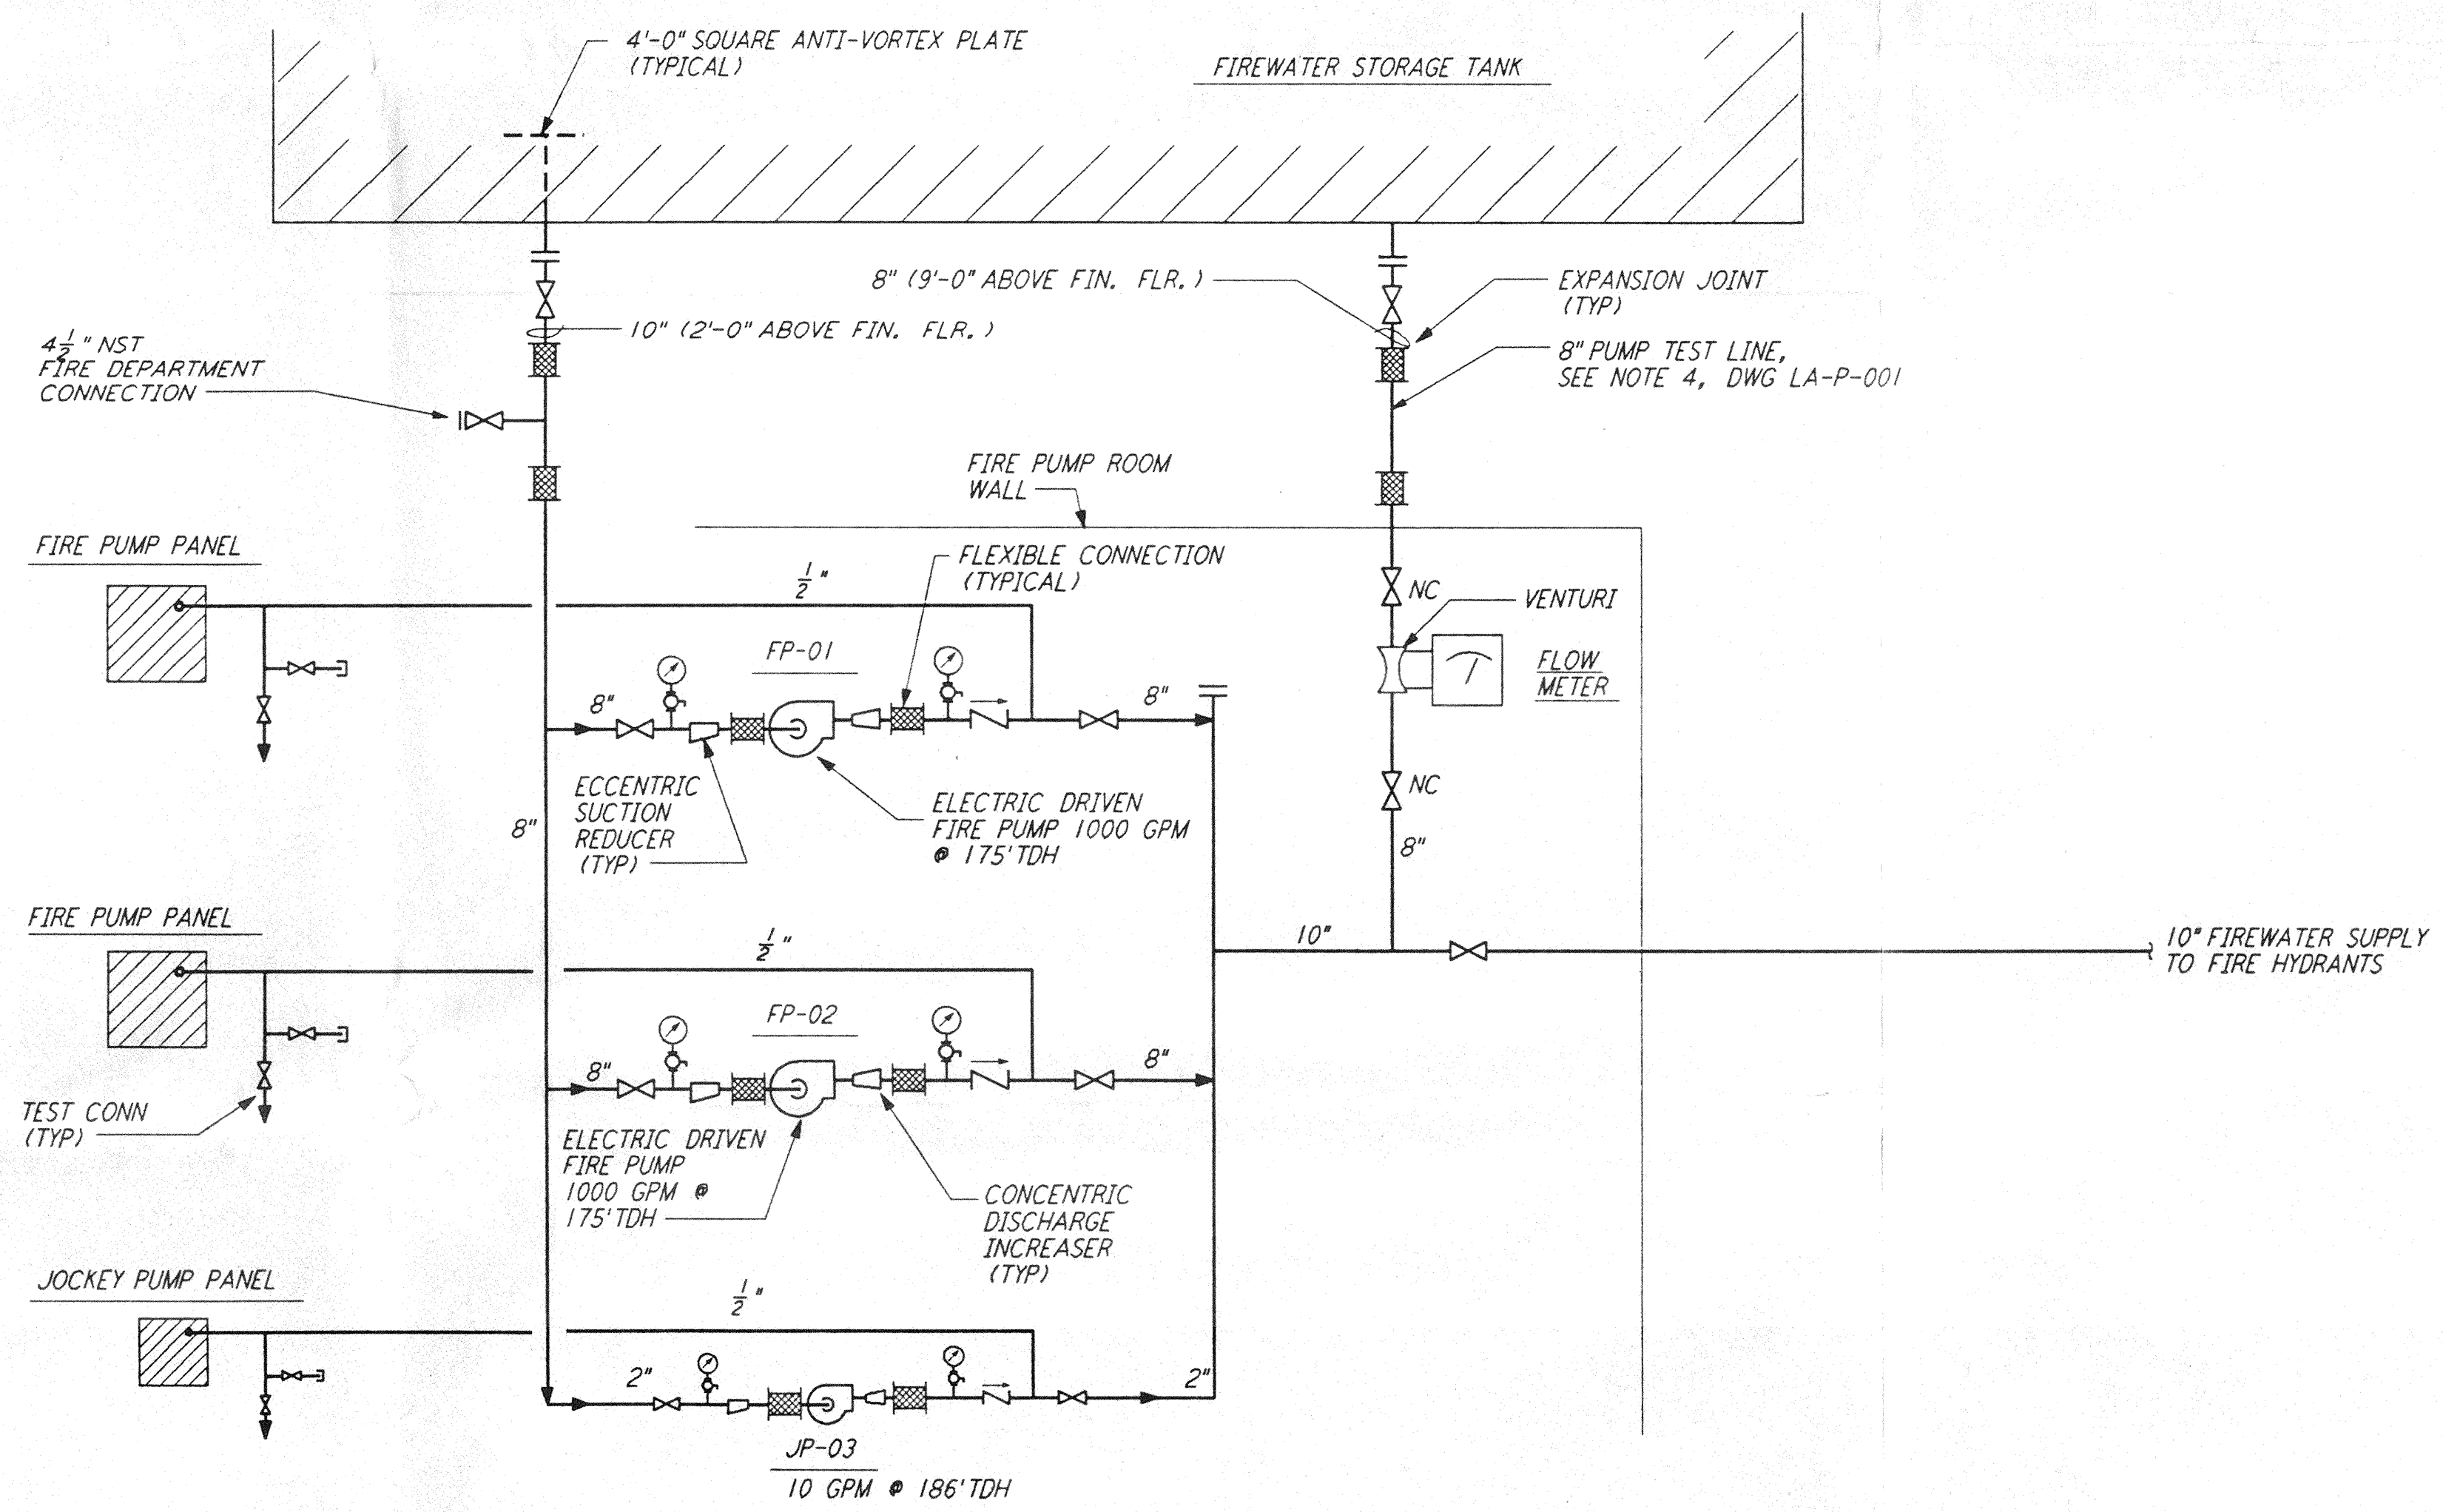 4'-0" SQUARE ANTI-VORTEX PLATE
(TYPICAL)
FIREWATER STORAGE TANK
8" (9'-0" ABOVE FIN. FLR.)
EXPANSION JOINT
(TYP)
10" (2'-0" ABOVE FIN. FLR.)
4 1/2" NST
FIRE DEPARTMENT
CONNECTION
8" PUMP TEST LINE,
SEE NOTE 4, DWG LA-P-001
FIRE PUMP ROOM
WALL
FIRE PUMP PANEL
1/2"
FLEXIBLE CONNECTION
(TYPICAL)
NC
VENTURI
FP-01
FLOW
METER
8"
8"
NC
ECCENTRIC
SUCTION
REDUCER
(TYP)
ELECTRIC DRIVEN
FIRE PUMP 1000 GPM
@ 175' TDH
8"
8"
FIRE PUMP PANEL
1/2"
10"
10" FIREWATER SUPPLY
TO FIRE HYDRANTS
FP-02
8"
8"
TEST CONN
(TYP)
ELECTRIC DRIVEN
FIRE PUMP
1000 GPM @
175' TDH
CONCENTRIC
DISCHARGE
INCREASER
(TYP)
JOCKEY PUMP PANEL
1/2"
2"
2"
JP-03
10 GPM @ 186' TDH